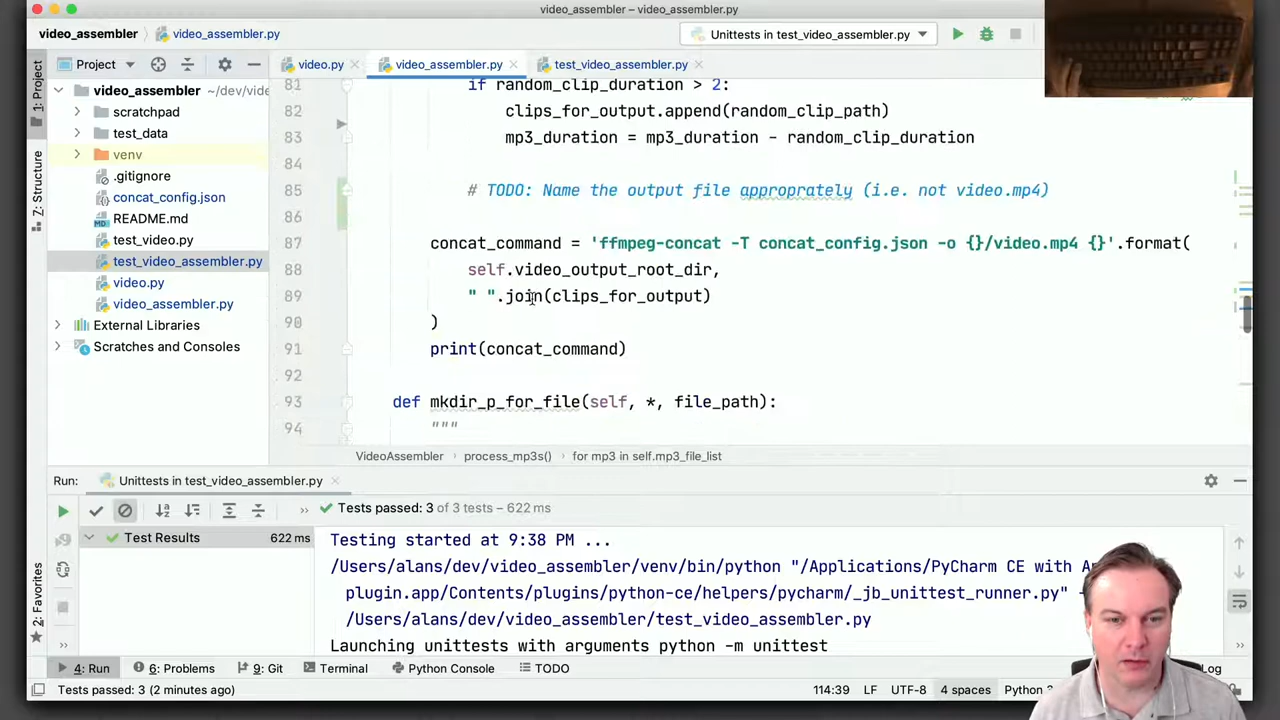 video_assembler – video_assembler.py
video_assembler
video_assembler.py
Unittests in test_video_assembler.py
1: Project
Z: Structure
2: Favorites
Project
video.py
video_assembler.py
test_video_assembler.py
video_assembler ~/dev/vide
scratchpad
test_data
venv
.gitignore
concat_config.json
README.md
test_video.py
test_video_assembler.py
video.py
video_assembler.py
External Libraries
Scratches and Consoles
81 if random_clip_duration > 2:
82 clips_for_output.append(random_clip_path)
83 mp3_duration = mp3_duration - random_clip_duration
84
85 # TODO: Name the output file approprately (i.e. not video.mp4)
86
87 concat_command = 'ffmpeg-concat -T concat_config.json -o {}/video.mp4 {}'.format(
88 self.video_output_root_dir,
89 " ".join(clips_for_output)
90 )
91 print(concat_command)
92
93 def mkdir_p_for_file(self, *, file_path):
94 """
VideoAssembler
process_mp3s()
for mp3 in self.mp3_file_list
Run:
Unittests in test_video_assembler.py
Tests passed: 3 of 3 tests – 622 ms
Test Results 622 ms
Testing started at 9:38 PM ...
/Users/alans/dev/video_assembler/venv/bin/python "/Applications/PyCharm CE with A
plugin.app/Contents/plugins/python-ce/helpers/pycharm/_jb_unittest_runner.py" -
/Users/alans/dev/video_assembler/test_video_assembler.py
Launching unittests with arguments python -m unittest
4: Run
6: Problems
9: Git
Terminal
Python Console
TODO
Log
Tests passed: 3 (2 minutes ago)
114:39
LF
UTF-8
4 spaces
Python 3